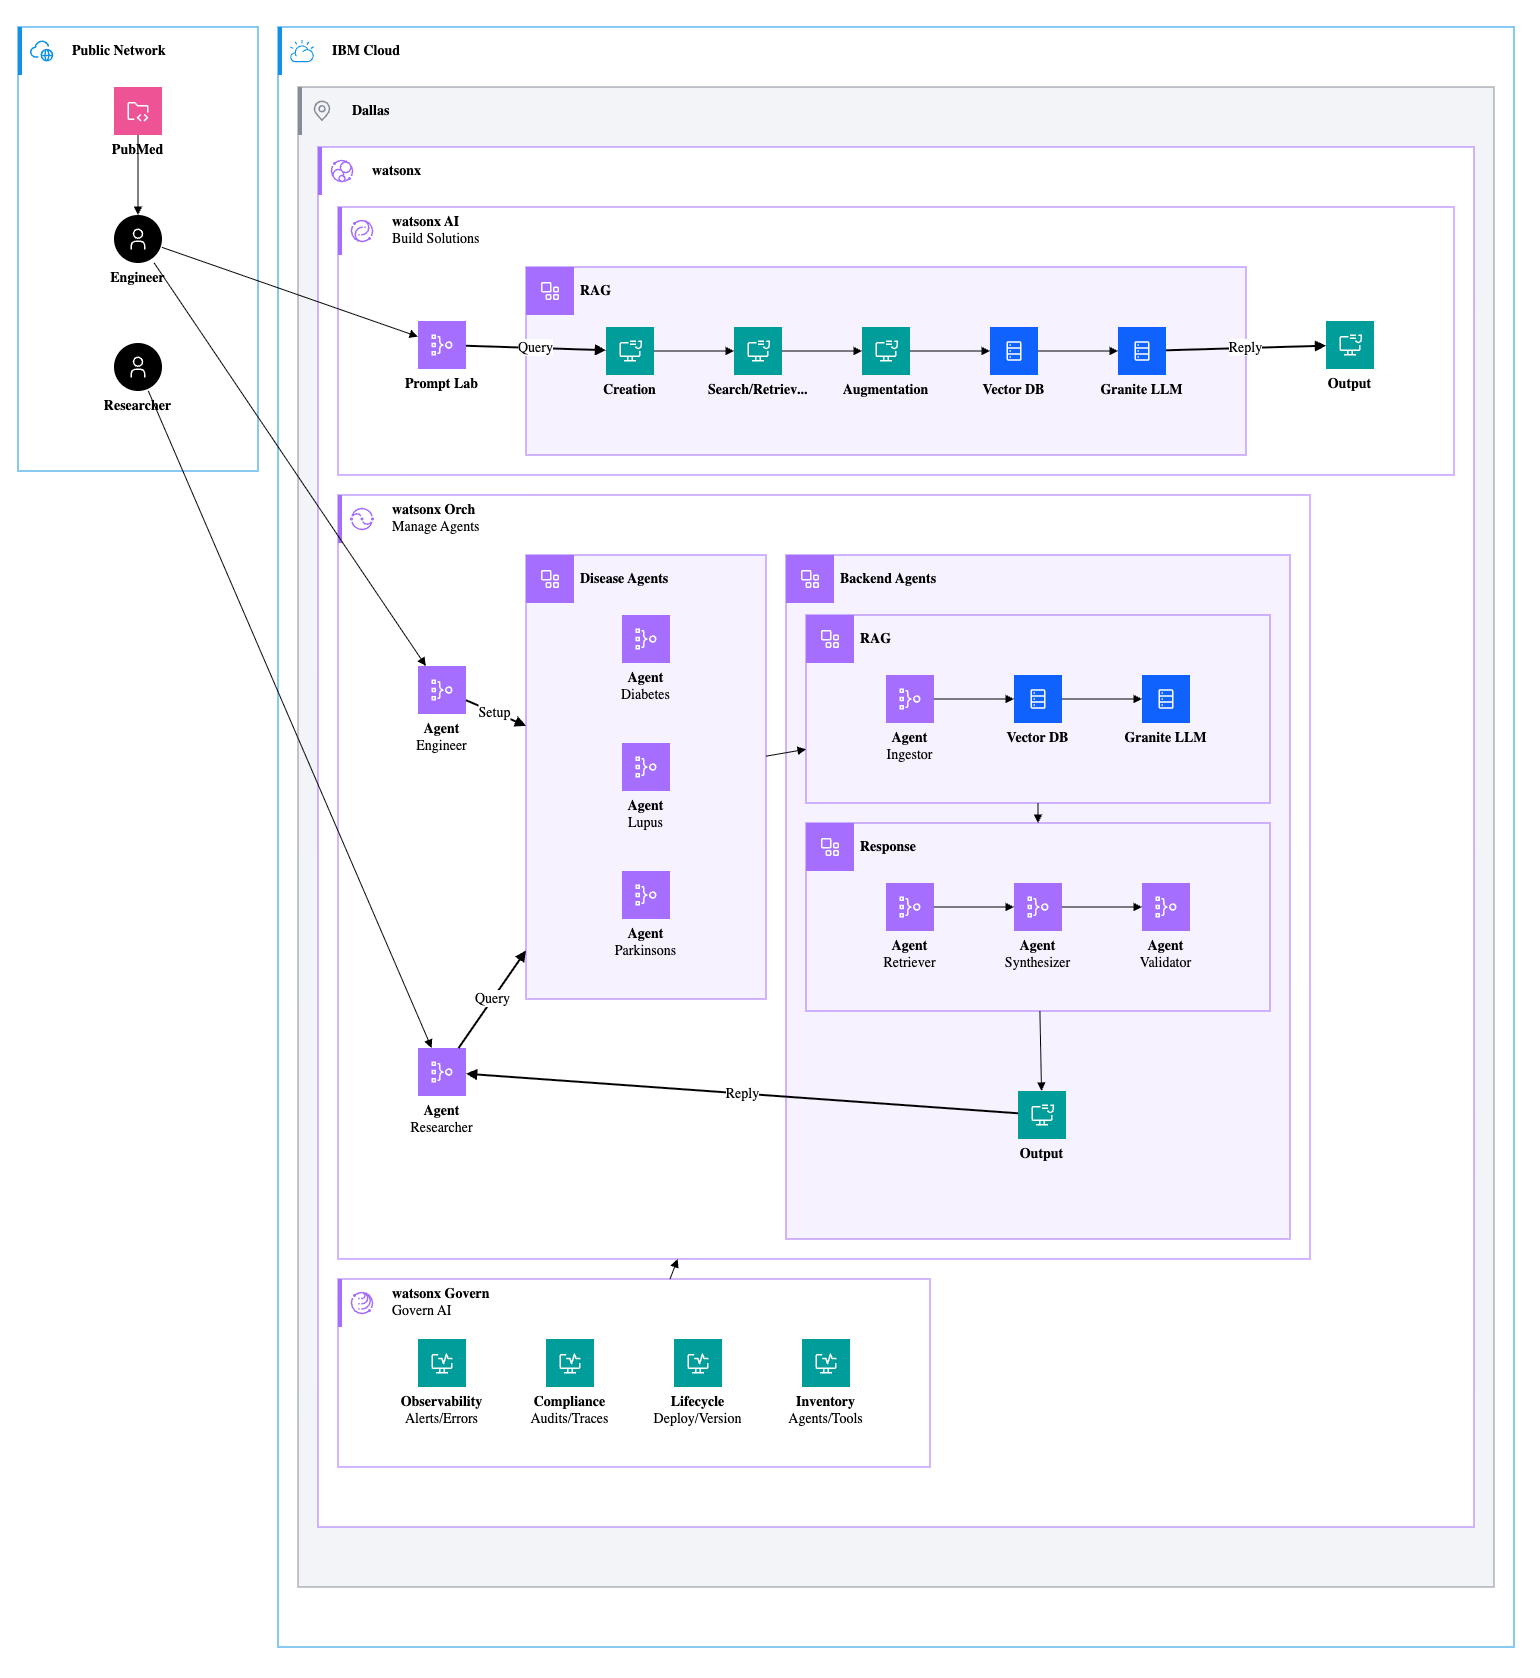 Public Network
PubMed
Engineer
Researcher
IBM Cloud
Dallas
watsonx
watsonx AI
Build Solutions
RAG
Prompt Lab
Query
Creation
Search/Retriev...
Augmentation
Vector DB
Granite LLM
Reply
Output
watsonx Orch
Manage Agents
Agent
Engineer
Setup
Disease Agents
Agent
Diabetes
Agent
Lupus
Agent
Parkinsons
Query
Agent
Researcher
Backend Agents
RAG
Agent
Ingestor
Vector DB
Granite LLM
Response
Agent
Retriever
Agent
Synthesizer
Agent
Validator
Reply
Output
watsonx Govern
Govern AI
Observability
Alerts/Errors
Compliance
Audits/Traces
Lifecycle
Deploy/Version
Inventory
Agents/Tools